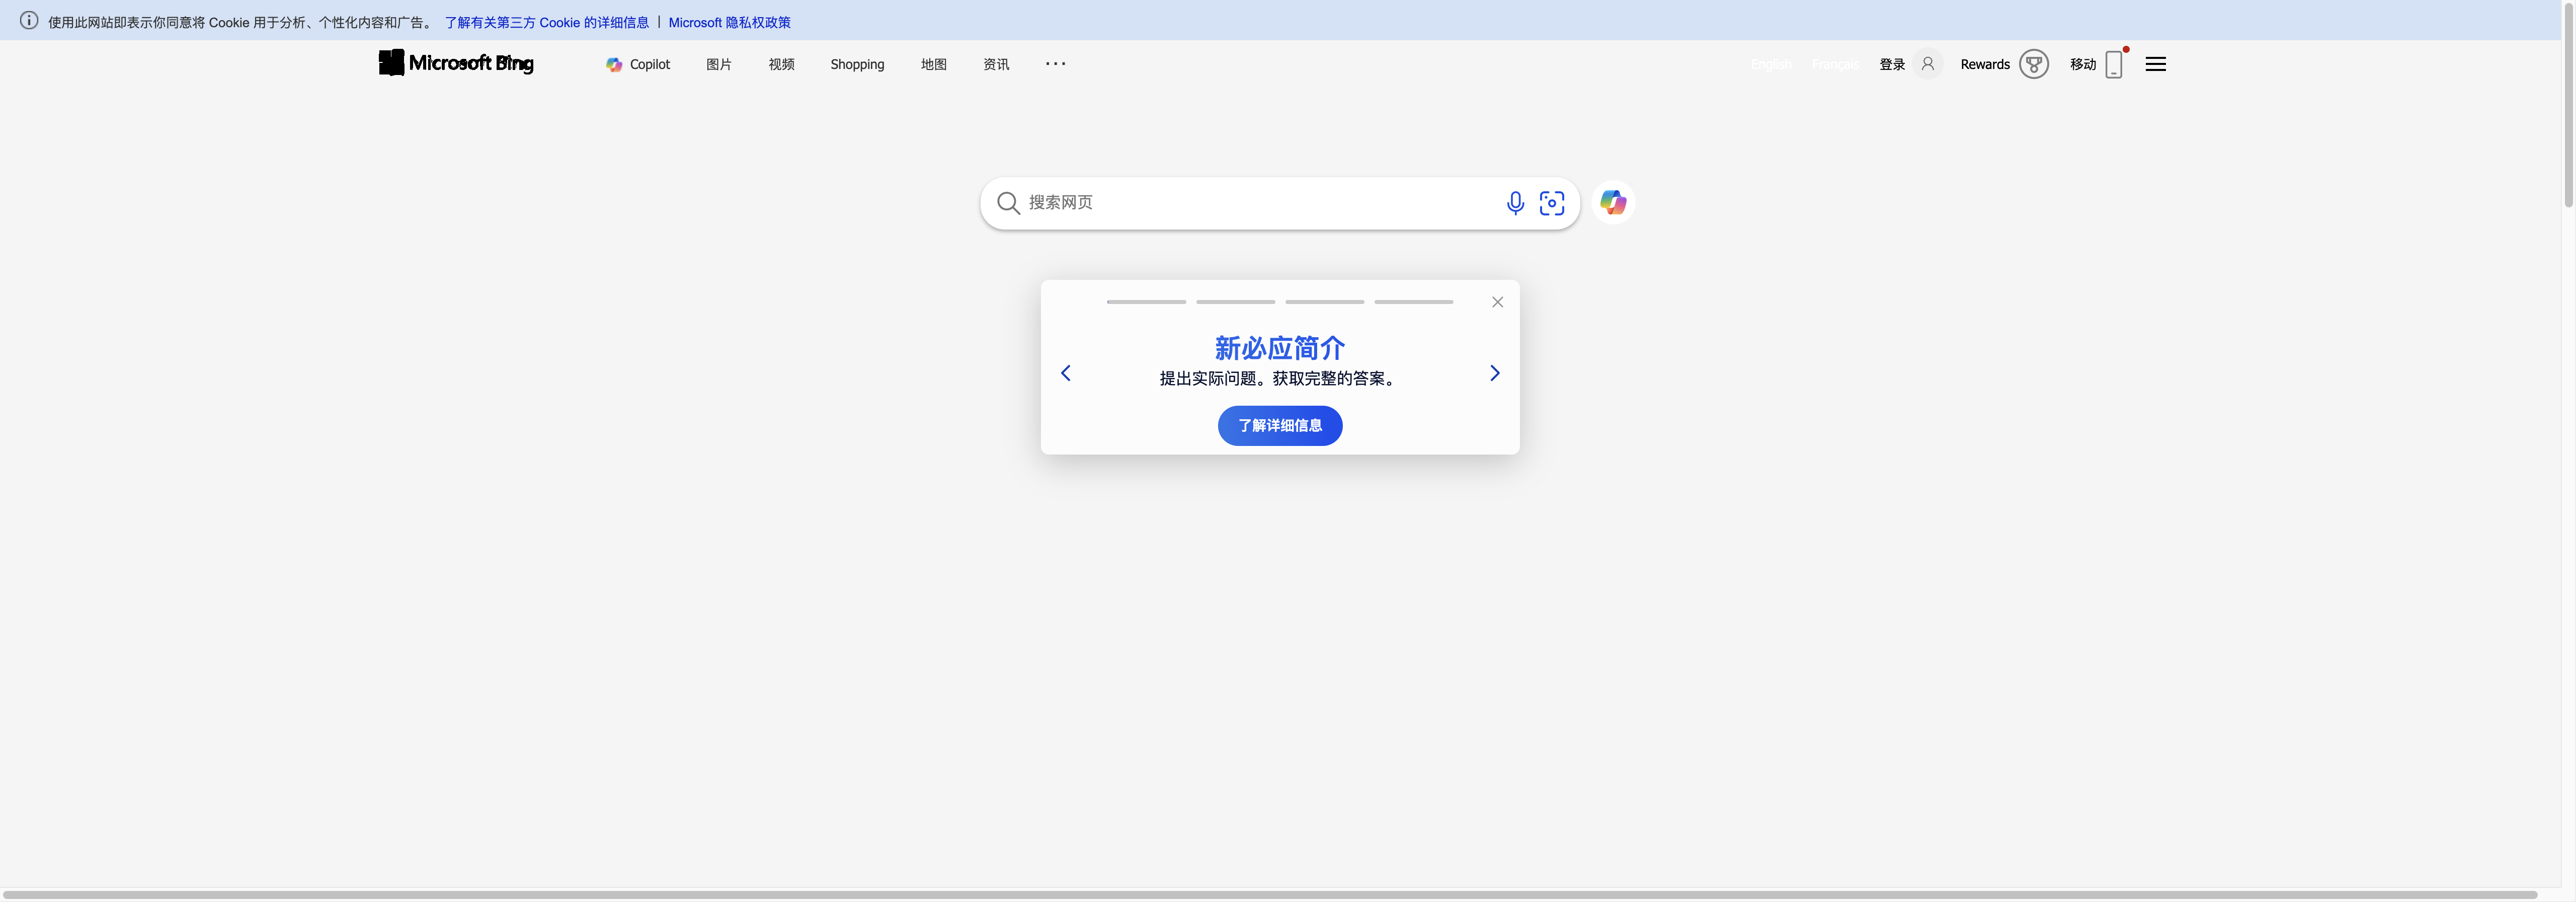 使用此网站即表示你同意将 Cookie 用于分析、个性化内容和广告。 了解有关第三方 Cookie 的详细信息 | Microsoft 隐私权政策
Microsoft Bing Copilot 图片 视频 Shopping 地图 资讯 ··· English Français 登录 Rewards 移动
搜索网页
新必应简介
提出实际问题。获取完整的答案。
了解详细信息